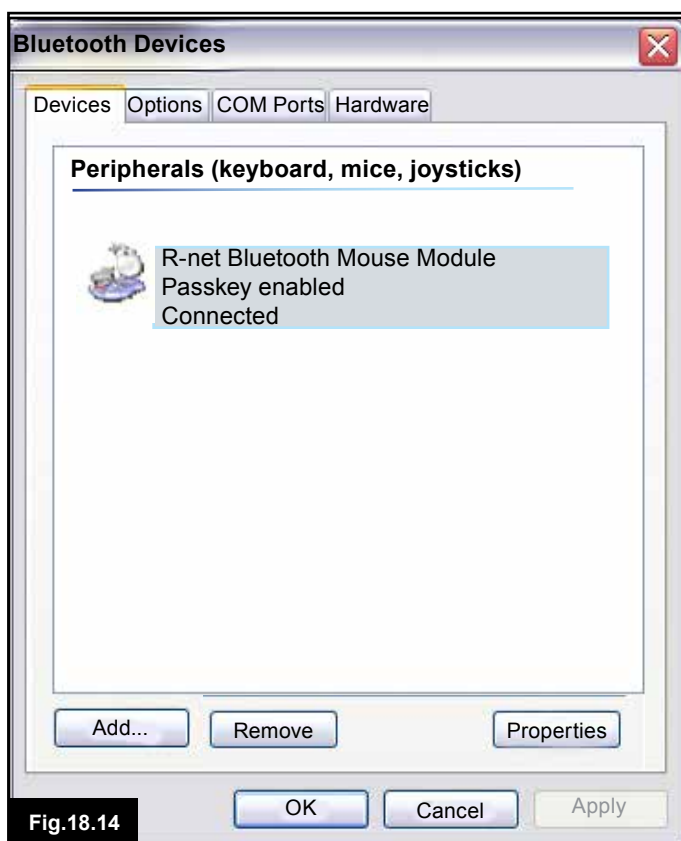 Bluetooth Devices
Devices Options COM Ports Hardware
Peripherals (keyboard, mice, joysticks)
R-net Bluetooth Mouse Module
Passkey enabled
Connected
Add... Remove Properties
OK Cancel Apply
Fig.18.14